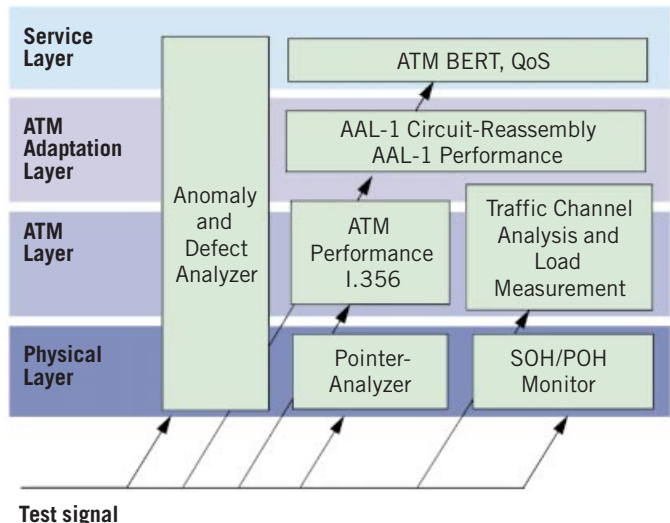 Service
Layer
ATM BERT, QoS
ATM
Adaptation
Layer
AAL-1 Circuit-Reassembly
AAL-1 Performance
Anomaly
and
Defect
Analyzer
ATM
Layer
ATM
Performance
I.356
Traffic Channel
Analysis and
Load
Measurement
Physical
Layer
Pointer-
Analyzer
SOH/POH
Monitor
Test signal